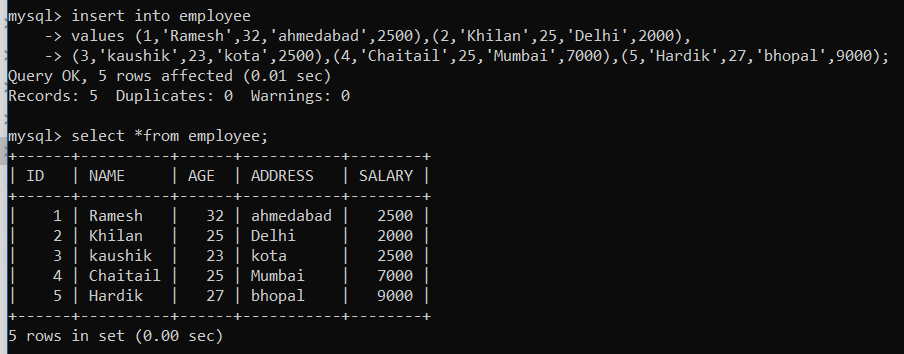 mysql> insert into employee
    -> values (1,'Ramesh',32,'ahmedabad',2500),(2,'Khilan',25,'Delhi',2000),
    -> (3,'kaushik',23,'kota',2500),(4,'Chaitail',25,'Mumbai',7000),(5,'Hardik',27,'bhopal',9000);
Query OK, 5 rows affected (0.01 sec)
Records: 5  Duplicates: 0  Warnings: 0

mysql> select *from employee;
+------+----------+------+-----------+--------+
| ID   | NAME     | AGE  | ADDRESS   | SALARY |
+------+----------+------+-----------+--------+
|    1 | Ramesh   |   32 | ahmedabad |   2500 |
|    2 | Khilan   |   25 | Delhi     |   2000 |
|    3 | kaushik  |   23 | kota      |   2500 |
|    4 | Chaitail |   25 | Mumbai    |   7000 |
|    5 | Hardik   |   27 | bhopal    |   9000 |
+------+----------+------+-----------+--------+
5 rows in set (0.00 sec)